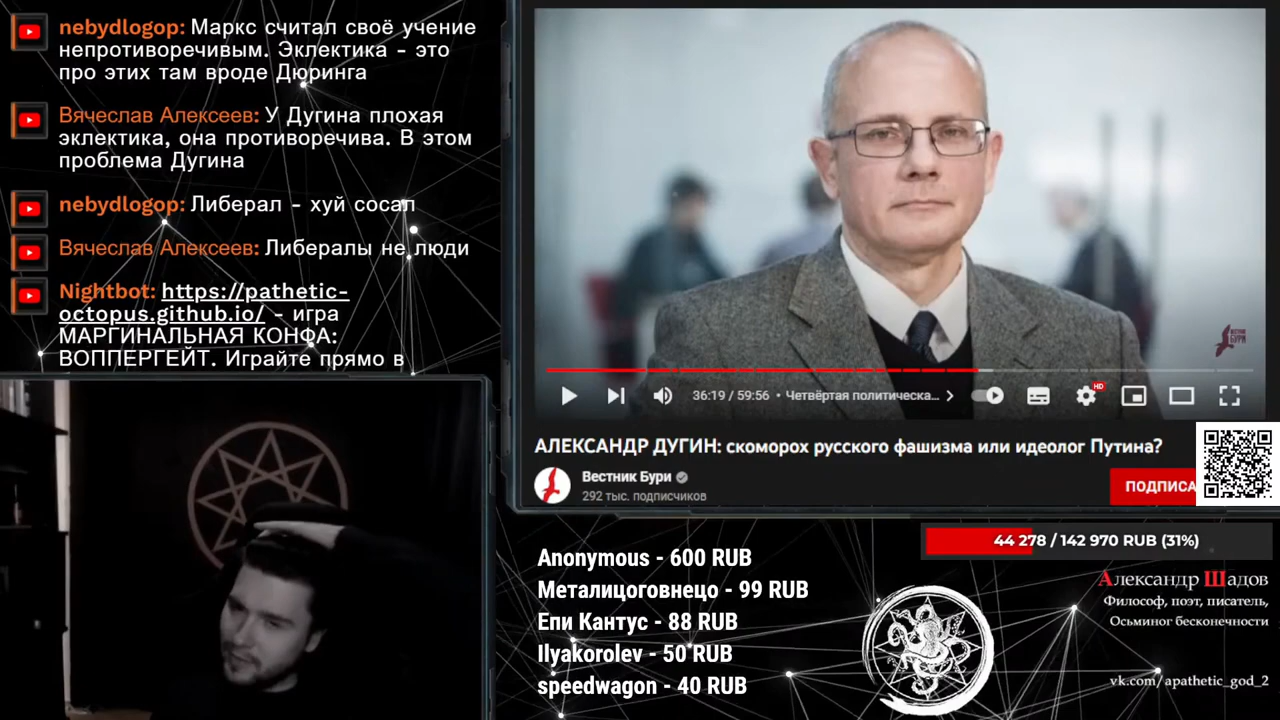 nebydlogop: Маркс считал своё учение
непротиворечивым. Эклектика - это
про этих там вроде Дюринга
Вячеслав Алексеев: У Дугина плохая
эклектика, она противоречива. В этом
проблема Дугина
nebydlogop: Либерал - хуй сосал
Вячеслав Алексеев: Либералы не люди
Nightbot: https://pathetic-
octopus.github.io/ - игра
МАРГИНАЛЬНАЯ КОНФА:
ВОППЕРГЕЙТ. Играйте прямо в
ВЕСТНИК
БУРИ
36:19 / 59:56 • Четвёртая политическа...
HD
АЛЕКСАНДР ДУГИН: скоморох русского фашизма или идеолог Путина?
Вестник Бури
292 тыс. подписчиков
ПОДПИСА
44 278 / 142 970 RUB (31%)
Anonymous - 600 RUB
Металицоговнецо - 99 RUB
Епи Кантус - 88 RUB
Ilyakorolev - 50 RUB
speedwagon - 40 RUB
Александр Шадов
Философ, поэт, писатель,
Осьминог бесконечности
vk.com/apathetic_god_2